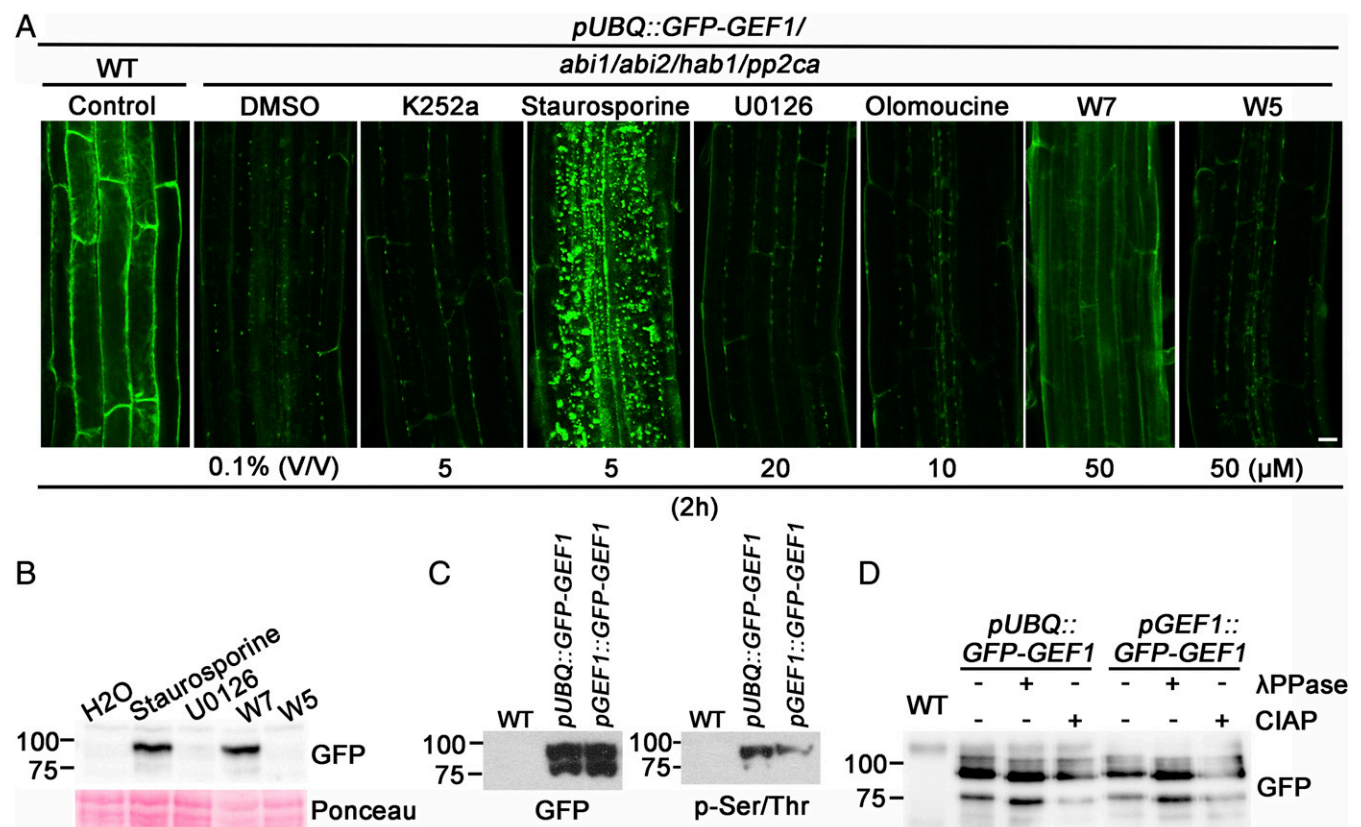 A
pUBQ::GFP-GEF1/
WT
abi1/abi2/hab1/pp2ca
Control DMSO K252a Staurosporine U0126 Olomoucine W7 W5
0.1% (V/V) 5 5 20 10 50 50 (µM)
(2h)
B
H2O Staurosporine U0126 W7 W5
100
75
GFP
Ponceau
C
WT pUBQ::GFP-GEF1 pGEF1::GFP-GEF1
100
75
GFP
WT pUBQ::GFP-GEF1 pGEF1::GFP-GEF1
100
75
p-Ser/Thr
D
pUBQ:: pGEF1::
GFP-GEF1 GFP-GEF1
- + - - + - λPPase
WT
- - + - - + CIAP
100
75
GFP